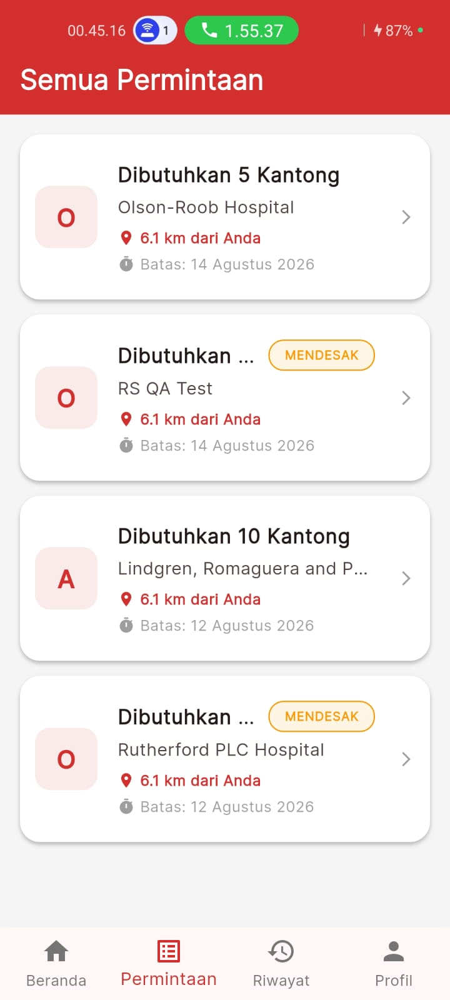 00.45.16 1 1.55.37 87%
Semua Permintaan
Dibutuhkan 5 Kantong
O
Olson-Roob Hospital
6.1 km dari Anda
Batas: 14 Agustus 2026
Dibutuhkan ... MENDESAK
O
RS QA Test
6.1 km dari Anda
Batas: 14 Agustus 2026
Dibutuhkan 10 Kantong
A
Lindgren, Romaguera and P...
6.1 km dari Anda
Batas: 12 Agustus 2026
Dibutuhkan ... MENDESAK
O
Rutherford PLC Hospital
6.1 km dari Anda
Batas: 12 Agustus 2026
Beranda Permintaan Riwayat Profil